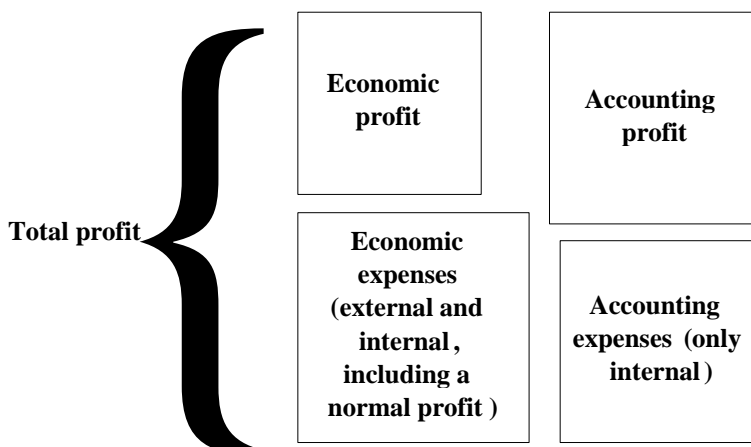 Total profit
Economic
profit
Accounting
profit
Economic
expenses
(external and
internal,
including a
normal profit)
Accounting
expenses (only
internal)